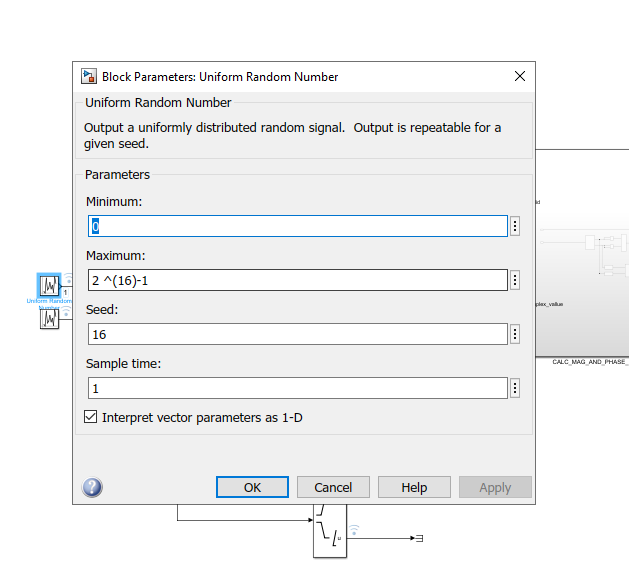 Block Parameters: Uniform Random Number
Uniform Random Number
Output a uniformly distributed random signal. Output is repeatable for a
given seed.
Parameters
Minimum:
0
Maximum:
2 ^(16)-1
Seed:
16
Sample time:
1
Interpret vector parameters as 1-D
OK
Cancel
Help
Apply
Uniform Random
Number
1
CALC_MAG_AND_PHASE_